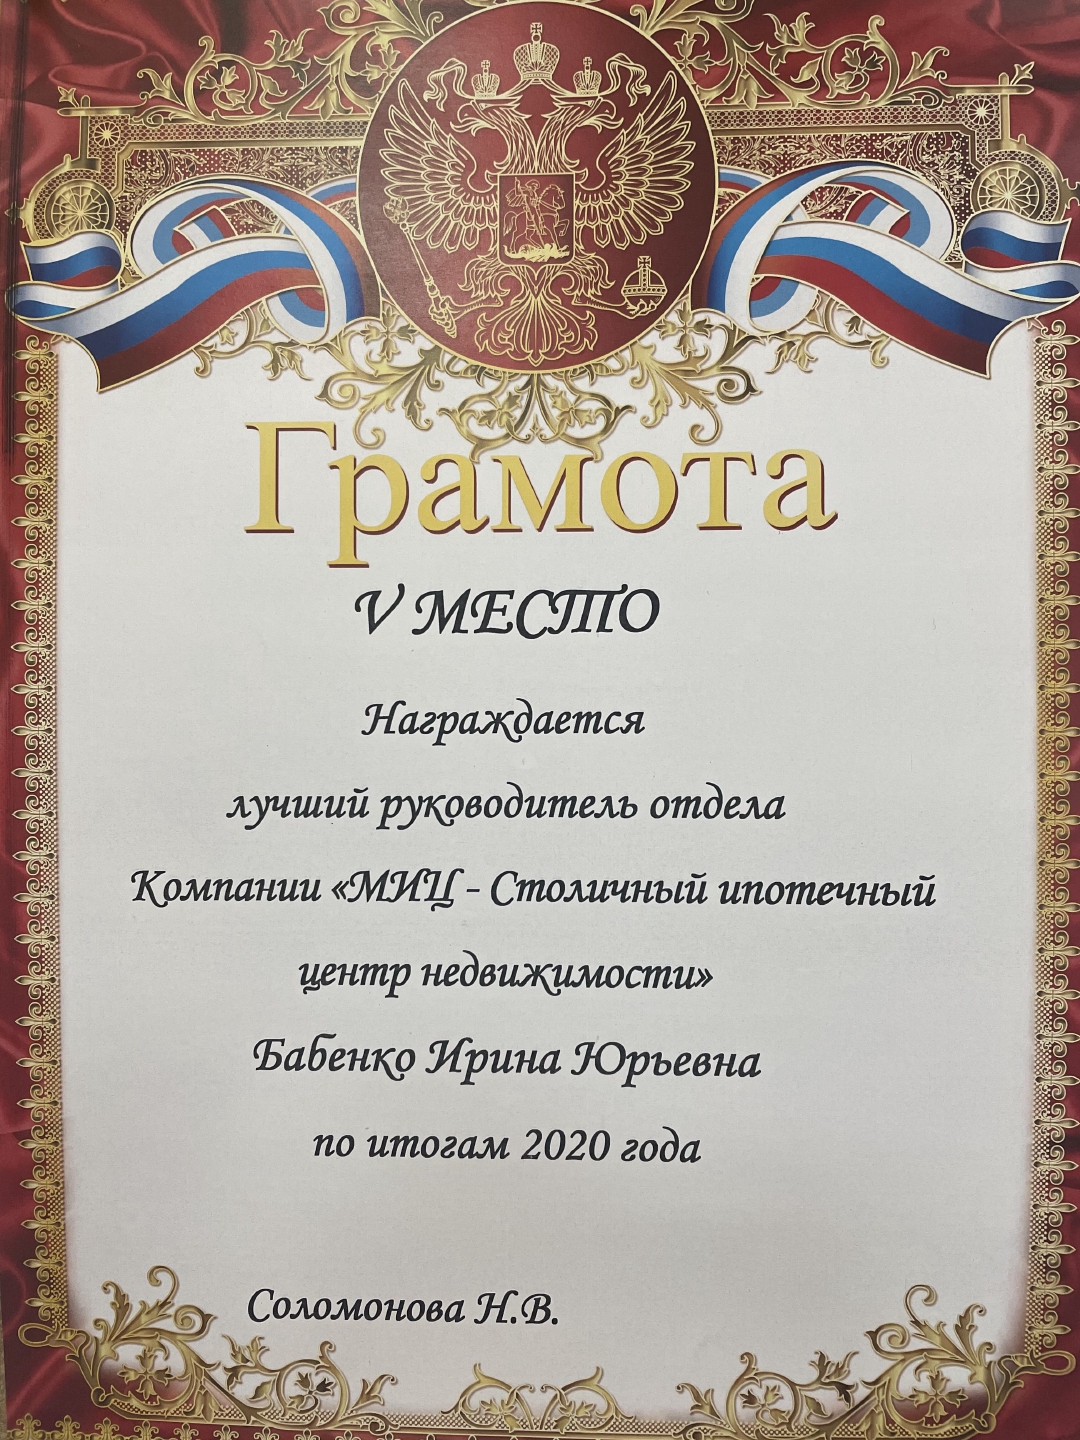 Грамота
V МЕСТО
Награждается
лучший руководитель отдела
Компании «МИЦ - Столичный ипотечный
центр недвижимости»
Бабенко Ирина Юрьевна
по итогам 2020 года
Соломонова Н.В.